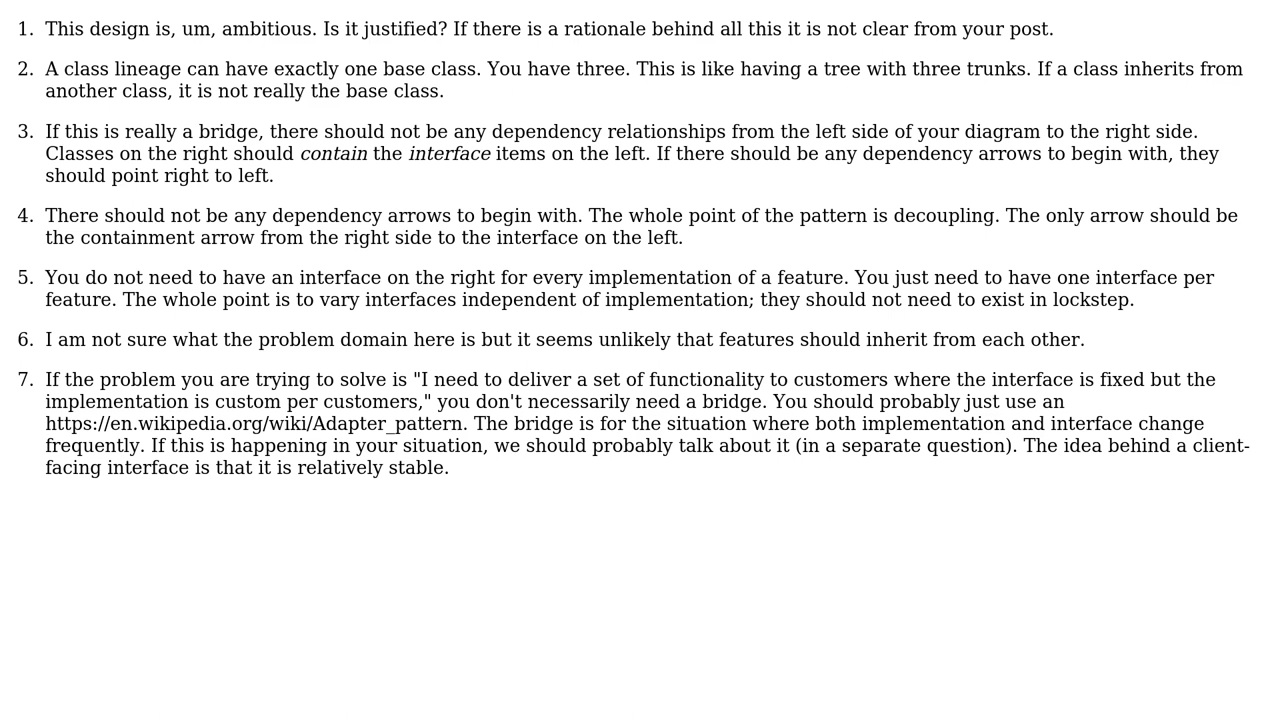 1. This design is, um, ambitious. Is it justified? If there is a rationale behind all this it is not clear from your post.
2. A class lineage can have exactly one base class. You have three. This is like having a tree with three trunks. If a class inherits from
another class, it is not really the base class.
3. If this is really a bridge, there should not be any dependency relationships from the left side of your diagram to the right side.
Classes on the right should contain the interface items on the left. If there should be any dependency arrows to begin with, they
should point right to left.
4. There should not be any dependency arrows to begin with. The whole point of the pattern is decoupling. The only arrow should be
the containment arrow from the right side to the interface on the left.
5. You do not need to have an interface on the right for every implementation of a feature. You just need to have one interface per
feature. The whole point is to vary interfaces independent of implementation; they should not need to exist in lockstep.
6. I am not sure what the problem domain here is but it seems unlikely that features should inherit from each other.
7. If the problem you are trying to solve is "I need to deliver a set of functionality to customers where the interface is fixed but the
implementation is custom per customers," you don't necessarily need a bridge. You should probably just use an
https://en.wikipedia.org/wiki/Adapter_pattern. The bridge is for the situation where both implementation and interface change
frequently. If this is happening in your situation, we should probably talk about it (in a separate question). The idea behind a client-
facing interface is that it is relatively stable.